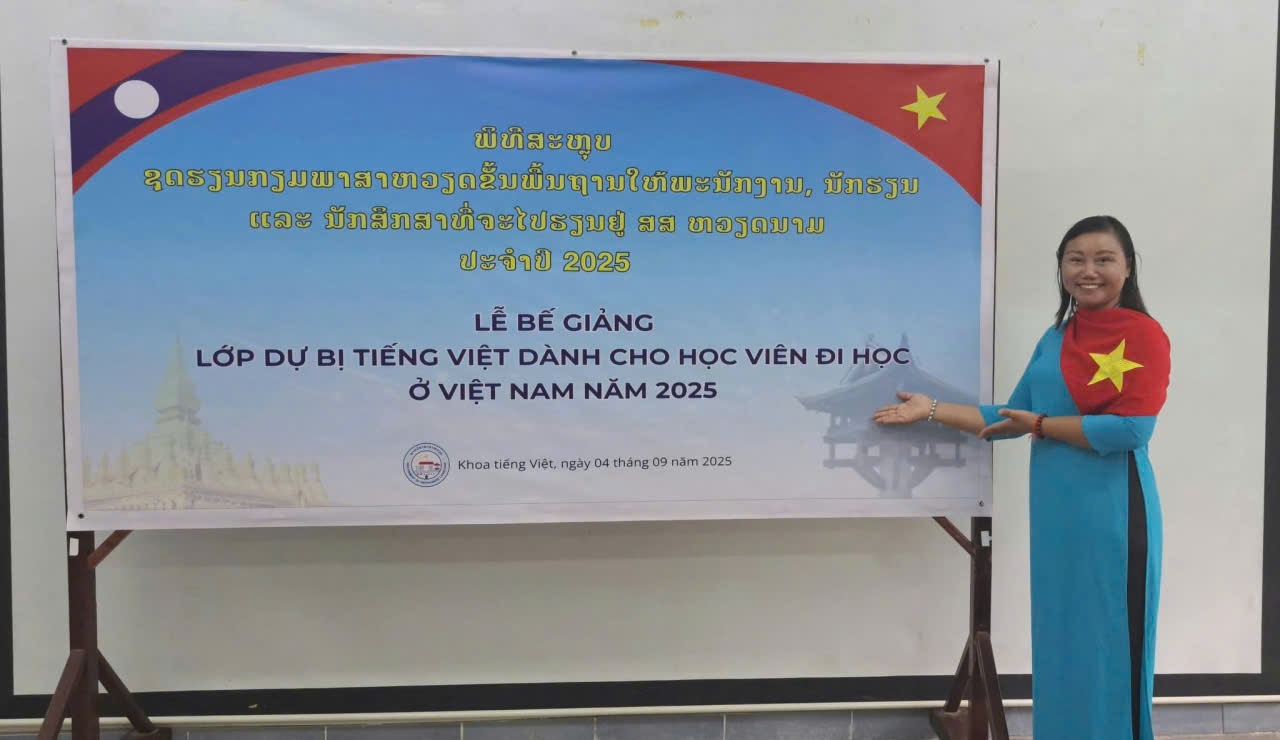 ພິທີສະຫຼຸບ
ຊຸດຮຽນກຽມພາສາຫວຽດຂັ້ນພື້ນຖານໃຫ້ພະນັກງານ, ນັກຮຽນ
ແລະ ນັກສຶກສາທີ່ຈະໄປຮຽນຢູ່ ສສ ຫວຽດນາມ
ປະຈຳປີ 2025
LỄ BẾ GIẢNG
LỚP DỰ BỊ TIẾNG VIỆT DÀNH CHO HỌC VIÊN ĐI HỌC
Ở VIỆT NAM NĂM 2025
Khoa tiếng Việt, ngày 04 tháng 09 năm 2025